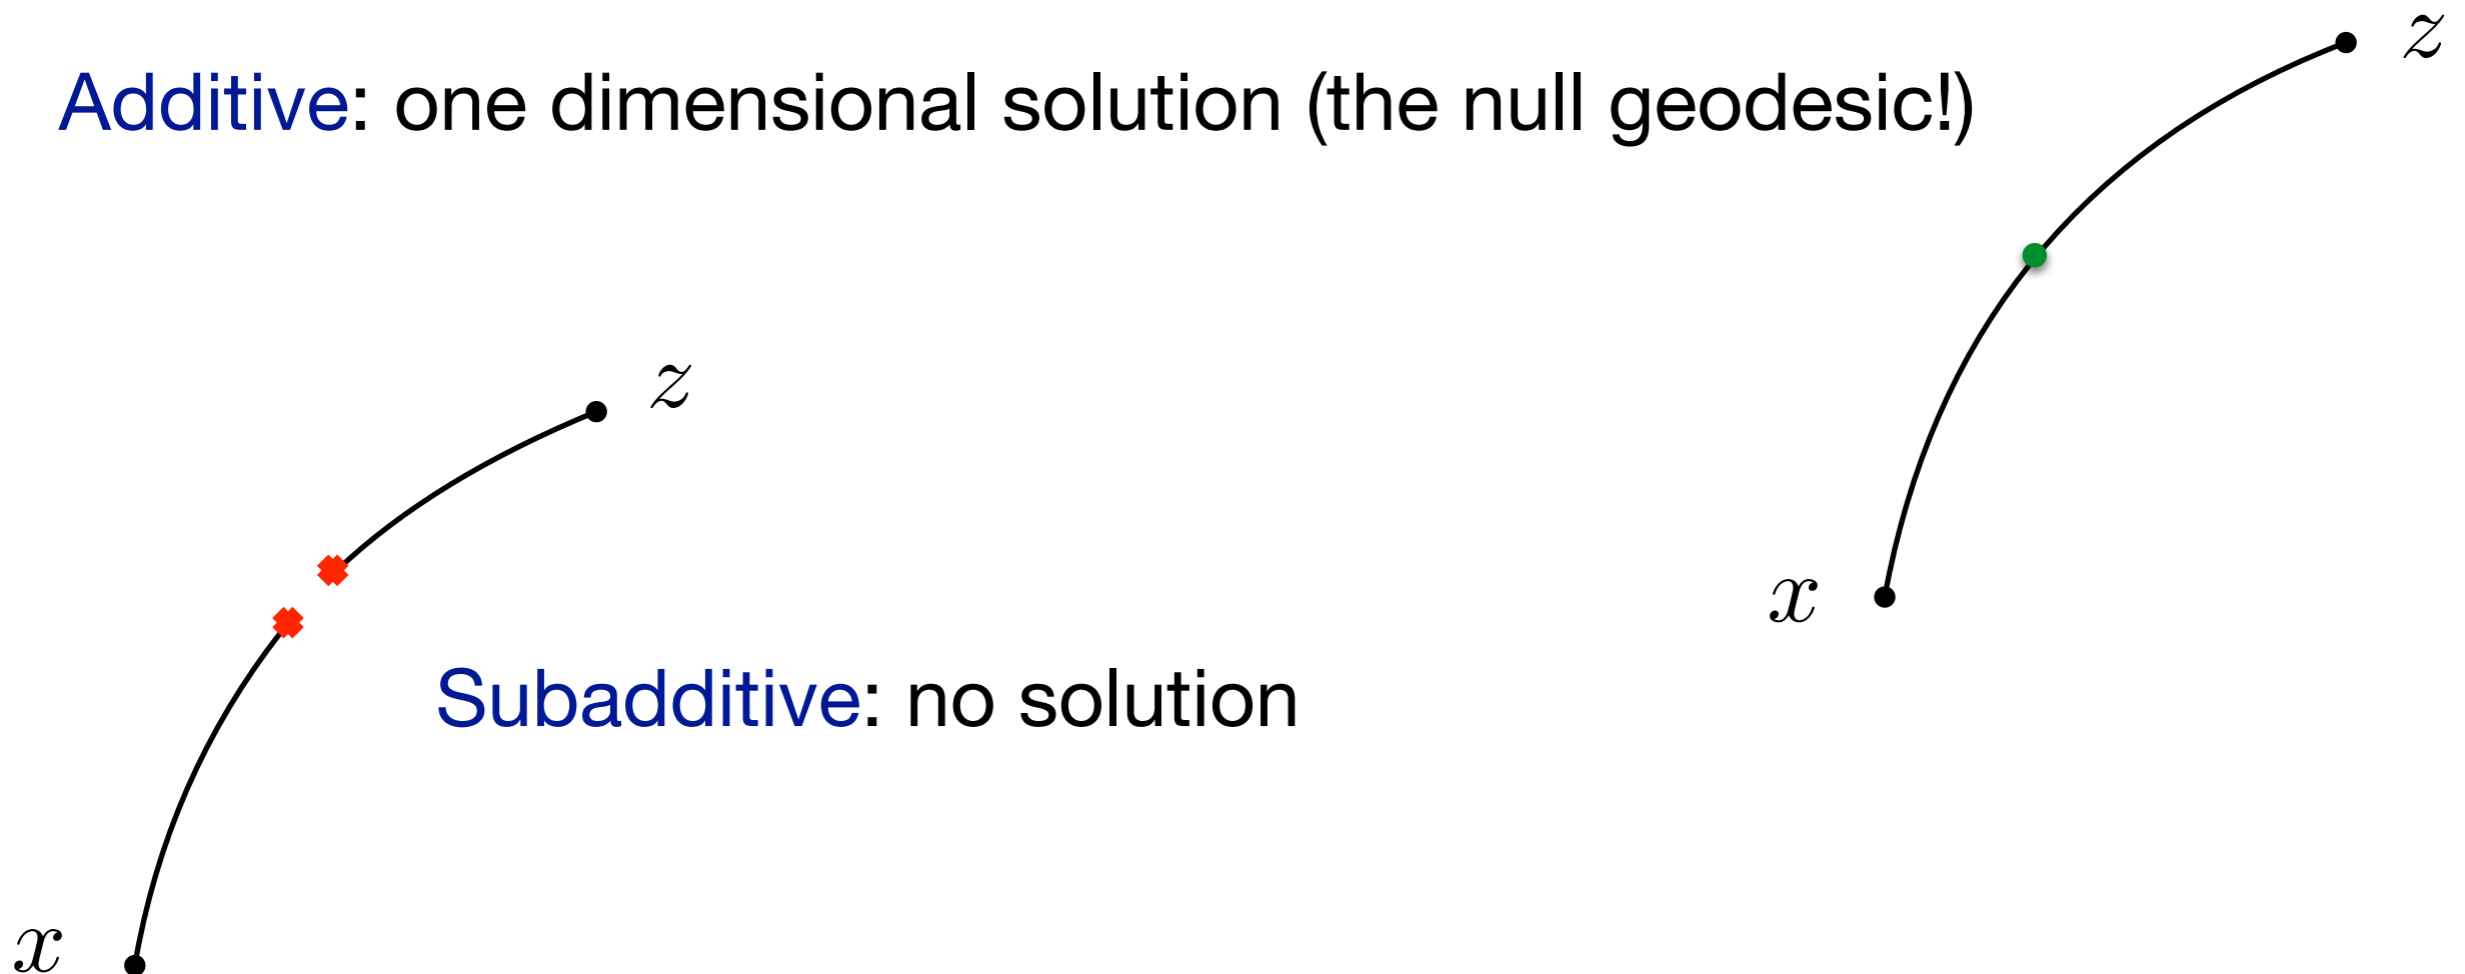 z
Additive: one dimensional solution (the null geodesic!)
z
x
Subadditive: no solution
x